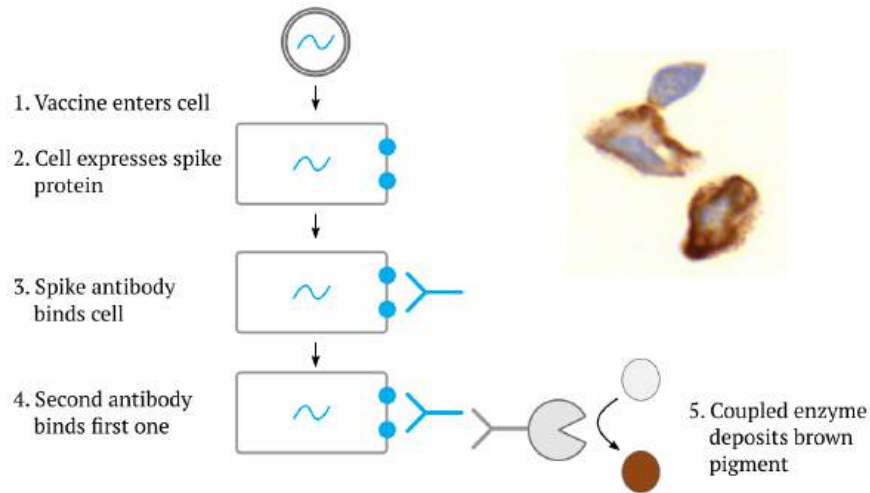 1. Vaccine enters cell
2. Cell expresses spike
protein
3. Spike antibody
binds cell
4. Second antibody
binds first one
5. Coupled enzyme
deposits brown
pigment